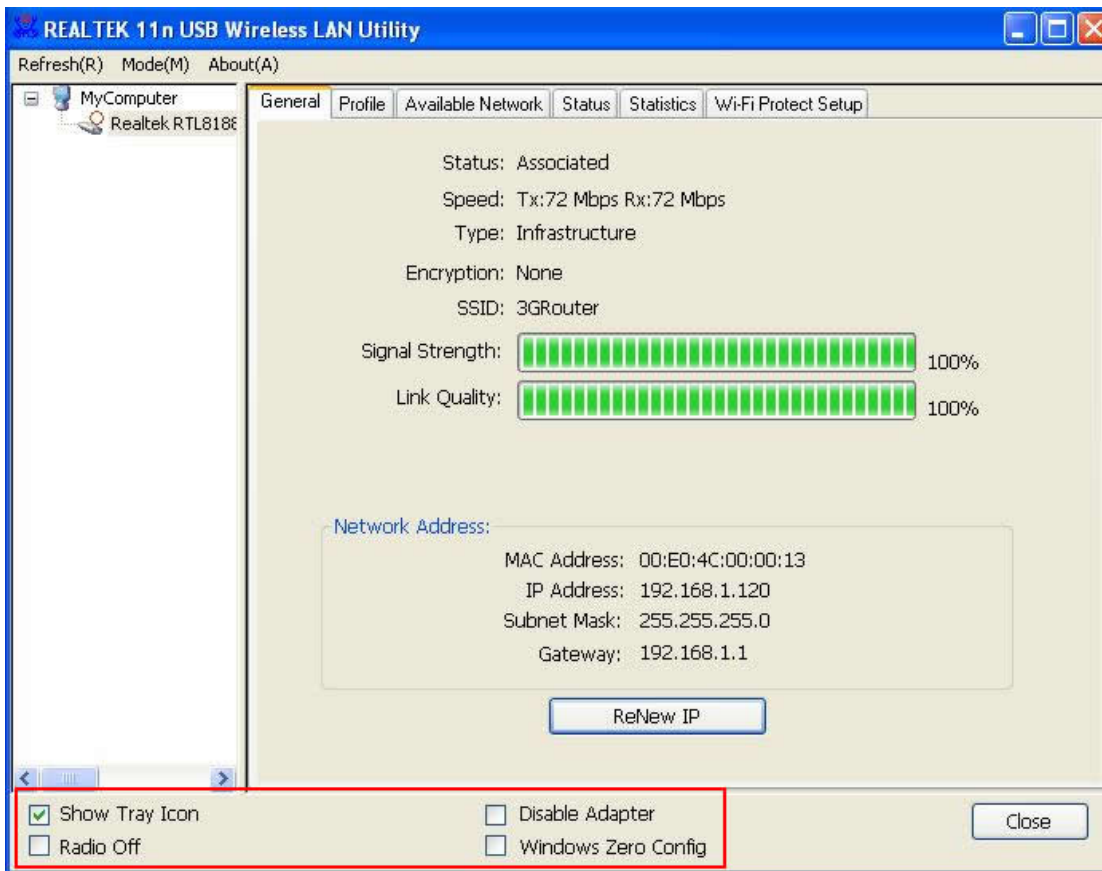 REALTEK 11n USB Wireless LAN Utility
Refresh(R) Mode(M) About(A)
MyComputer
Realtek RTL8188
General Profile Available Network Status Statistics Wi-Fi Protect Setup
Status: Associated
Speed: Tx:72 Mbps Rx:72 Mbps
Type: Infrastructure
Encryption: None
SSID: 3GRouter
Signal Strength: 100%
Link Quality: 100%
Network Address:
MAC Address: 00:E0:4C:00:00:13
IP Address: 192.168.1.120
Subnet Mask: 255.255.255.0
Gateway: 192.168.1.1
ReNew IP
Show Tray Icon Disable Adapter
Radio Off Windows Zero Config
Close